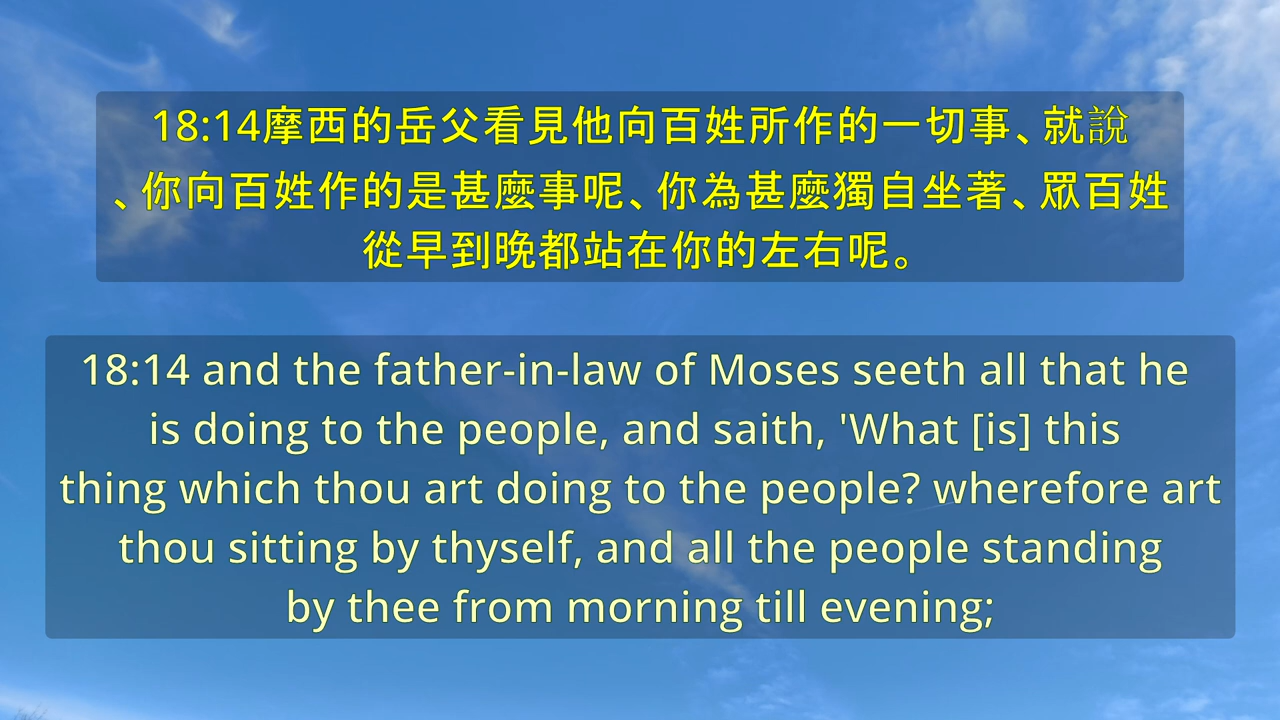 18:14摩西的岳父看見他向百姓所作的一切事、就說
、你向百姓作的是甚麼事呢、你為甚麼獨自坐著、眾百姓
從早到晚都站在你的左右呢。
18:14 and the father-in-law of Moses seeth all that he
is doing to the people, and saith, 'What [is] this
thing which thou art doing to the people? wherefore art
thou sitting by thyself, and all the people standing
by thee from morning till evening;